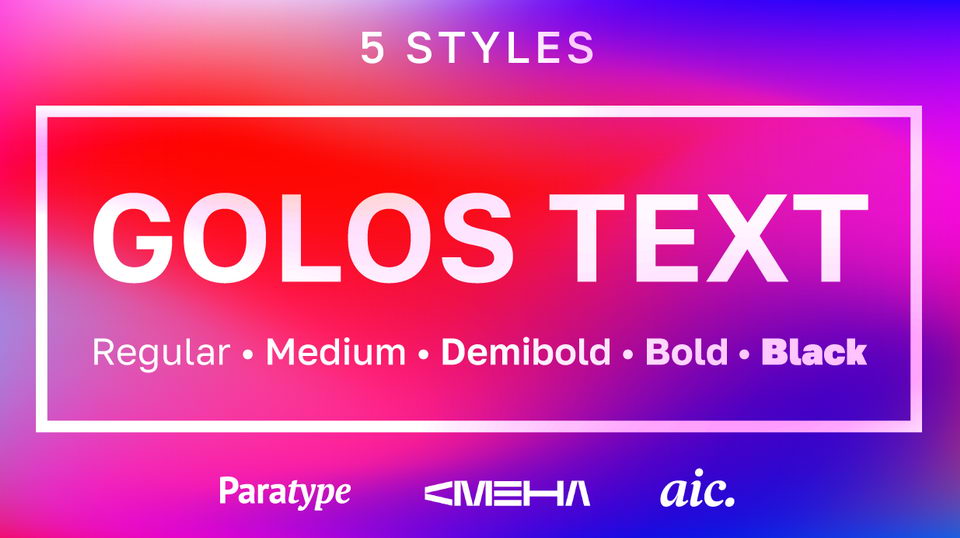 5 STYLES
GOLOS TEXT
Regular • Medium • Demibold • Bold • Black
Paratype СМЕНА aic.